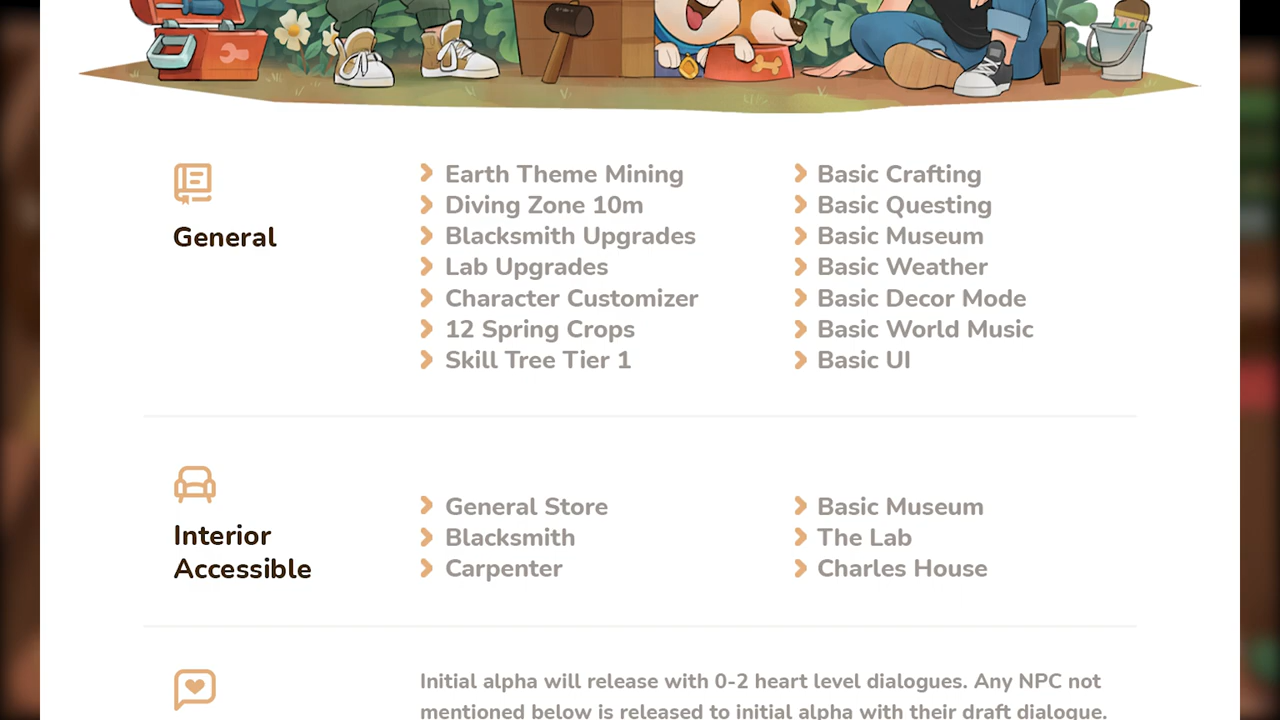 General
Earth Theme Mining
Diving Zone 10m
Blacksmith Upgrades
Lab Upgrades
Character Customizer
12 Spring Crops
Skill Tree Tier 1
Basic Crafting
Basic Questing
Basic Museum
Basic Weather
Basic Decor Mode
Basic World Music
Basic UI
Interior
Accessible
General Store
Blacksmith
Carpenter
Basic Museum
The Lab
Charles House
Initial alpha will release with 0-2 heart level dialogues. Any NPC not
mentioned below is released to initial alpha with their draft dialogue.